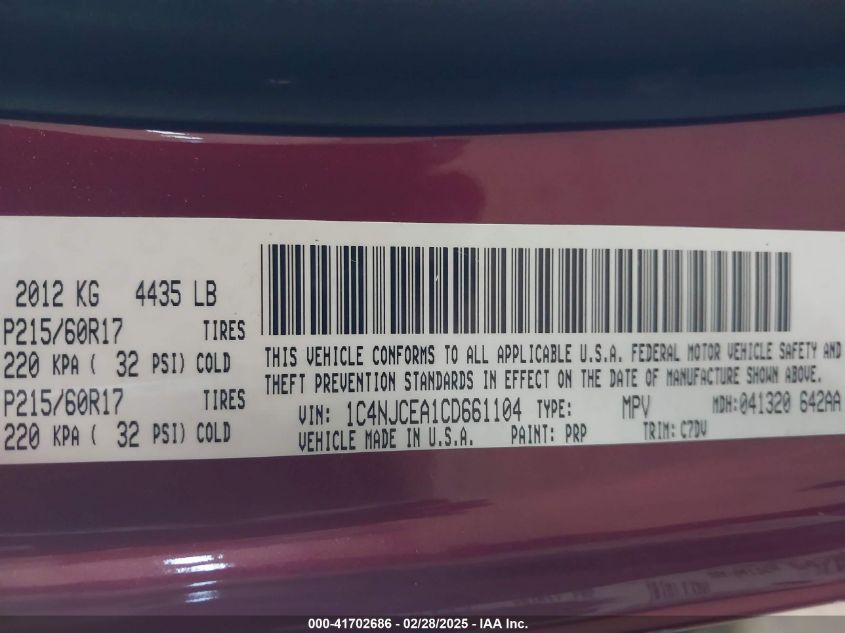 2012 KG 4435 LB
P215/60R17 TIRES
220 KPA ( 32 PSI) COLD
P215/60R17 TIRES
220 KPA ( 32 PSI) COLD
THIS VEHICLE CONFORMS TO ALL APPLICABLE U.S.A. FEDERAL MOTOR VEHICLE SAFETY AND
THEFT PREVENTION STANDARDS IN EFFECT ON THE DATE OF MANUFACTURE SHOWN ABOVE.
VIN: 1C4NJCEA1CD661104 TYPE: MPV MDH:041320 642AA
VEHICLE MADE IN U.S.A. PAINT: PRP TRIM: C7DV
000-41702686 - 02/28/2025 - IAA Inc.